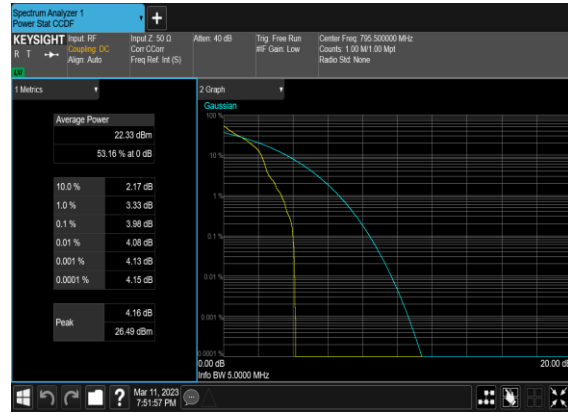 Spectrum Analyzer 1
Power Stat CCDF
+
KEYSIGHT
R T
LXI
Input: RF
Coupling: DC
Align: Auto
Input Z: 50 Ω
Corr CCorr
Freq Ref: Int (S)
Atten: 40 dB
Trig: Free Run
#IF Gain: Low
Center Freq: 795.500000 MHz
Counts: 1.00 M/1.00 Mpt
Radio Std: None
1 Metrics
Average Power
22.33 dBm
53.16 % at 0 dB
10.0 % 2.17 dB
1.0 % 3.33 dB
0.1 % 3.98 dB
0.01 % 4.08 dB
0.001 % 4.13 dB
0.0001 % 4.15 dB
Peak
4.16 dB
26.49 dBm
2 Graph
Gaussian
100 %
10 %
1 %
0.1 %
0.01 %
0.001 %
0.0001 %
0.00 dB 20.00 dB
Info BW 5.0000 MHz
?
Mar 11, 2023
7:51:57 PM